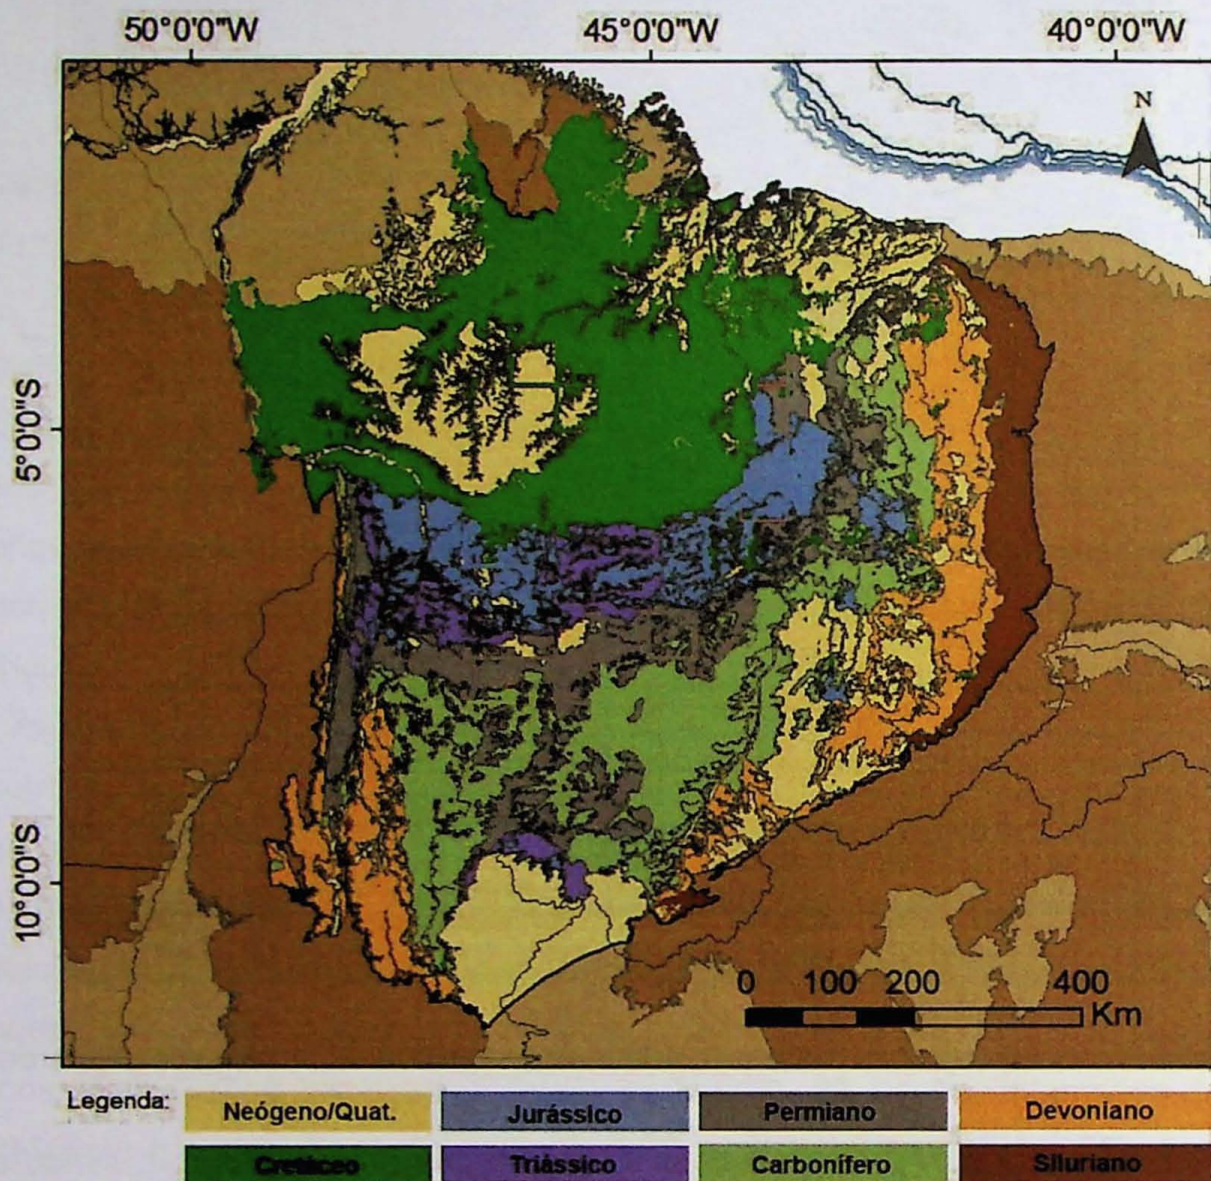 50°0'0"W 45°0'0"W 40°0'0"W
N
5°0'0"S
10°0'0"S
0 100 200 400
Km
Legenda: Neógeno/Quat. Jurássico Permiano Devoniano
Cretáceo Triássico Carbonífero Siluriano